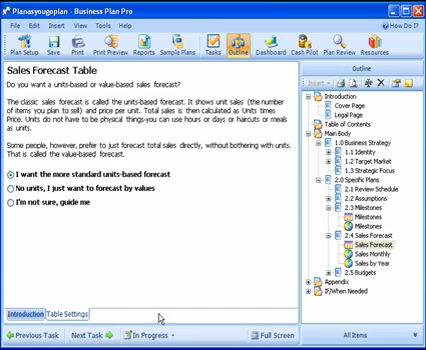 Planasyougoplan - Business Plan Pro
File Edit Insert View Tools Help How Do I?
Plan Setup Save Print Print Preview Reports Sample Plans Tasks Outline Dashboard Cash Pilot Plan Review Resources
Sales Forecast Table
Do you want a units-based or value-based sales forecast?
The classic sales forecast is called the units-based forecast. It shows unit sales (the number
of items you plan to sell) and price per unit. Total sales is then calculated as Units times
Price. Units do not have to be physical things-you can use hours or days or haircuts or meals
as units.
Some people, however, prefer to just forecast total sales directly, without bothering with units.
That is called the value-based forecast.
I want the more standard units-based forecast
No units, I just want to forecast by values
I'm not sure, guide me
Introduction Table Settings
Previous Task Next Task In Progress Full Screen
Outline
Insert
Introduction
Cover Page
Legal Page
Table of Contents
Main Body
1.0 Business Strategy
1.1 Identity
1.2 Target Market
1.3 Strategic Focus
2.0 Specific Plans
2.1 Review Schedule
2.2 Assumptions
2.3 Milestones
Milestones
Milestones
2.4 Sales Forecast
Sales Forecast
Sales Monthly
Sales by Year
2.5 Budgets
Appendix
If/When Needed
All Items